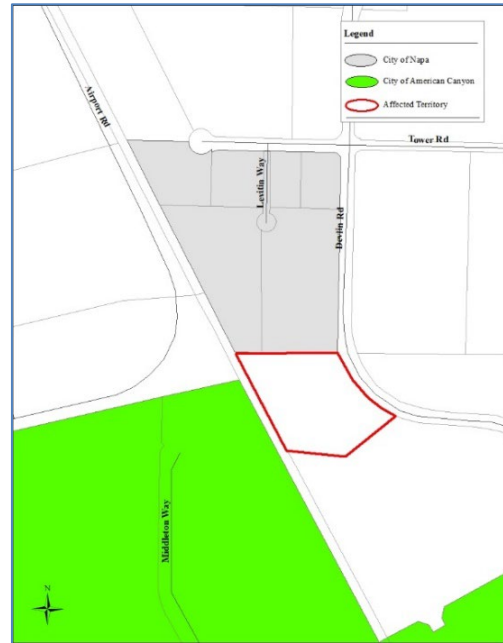 Legend
City of Napa
City of American Canyon
Affected Territory
Airport Rd
Tower Rd
Levitin Way
Devlin Rd
Middleton Way
N